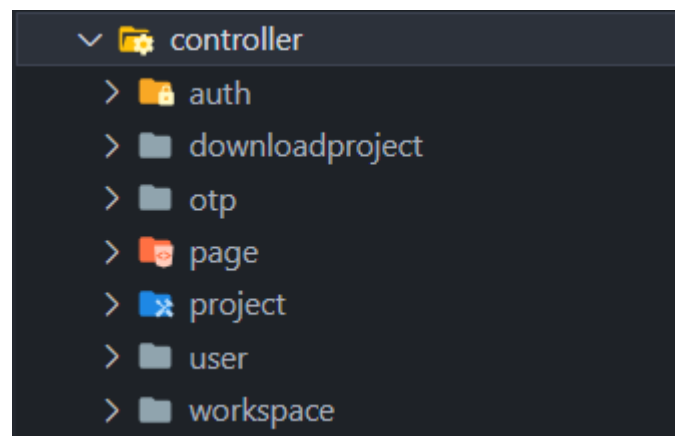 controller
auth
downloadproject
otp
page
project
user
workspace